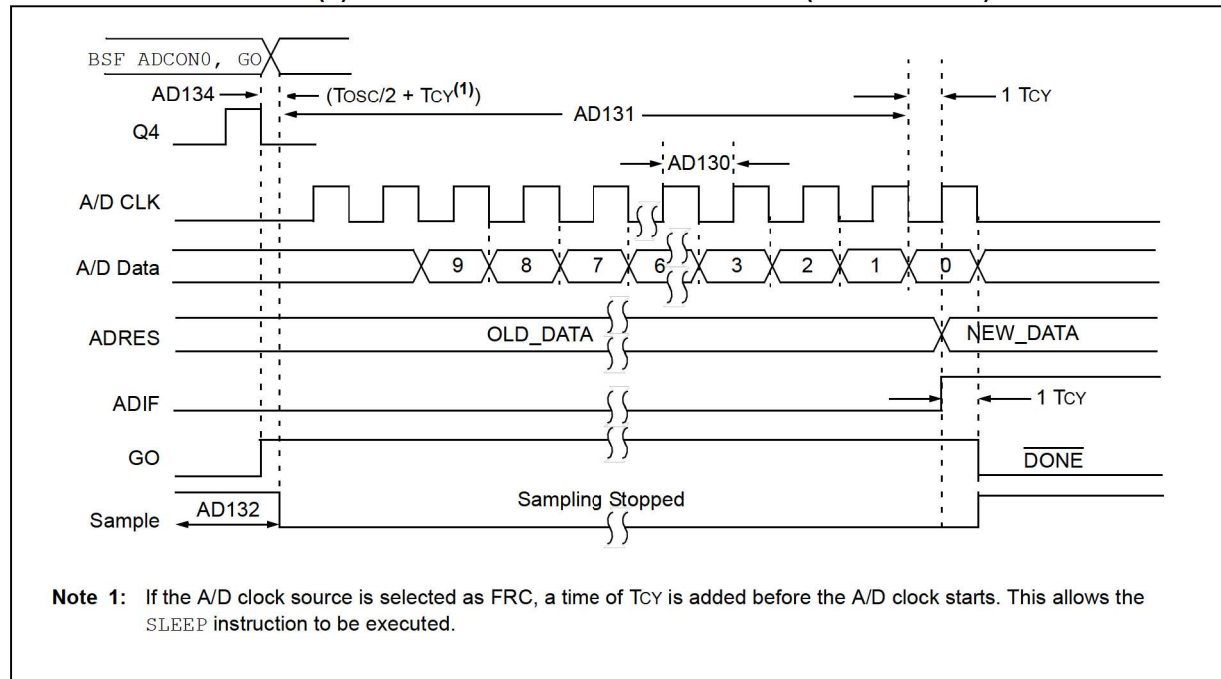 BSF ADCON0, GO
AD134
(TOSC/2 + TCY(1))
1 TCY
AD131
Q4
AD130
A/D CLK
A/D Data
9
8
7
6
3
2
1
0
ADRES
OLD_DATA
NEW_DATA
ADIF
1 TCY
GO
DONE
Sample
AD132
Sampling Stopped
Note 1: If the A/D clock source is selected as FRC, a time of TCY is added before the A/D clock starts. This allows the
SLEEP instruction to be executed.